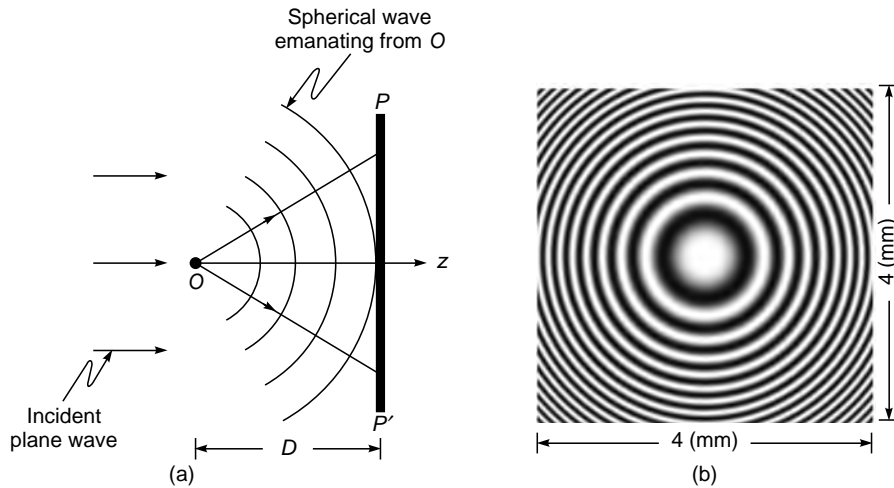 Spherical wave
emanating from O
P
O
z
Incident
plane wave
P′
D
(a)
4 (mm)
4 (mm)
(b)